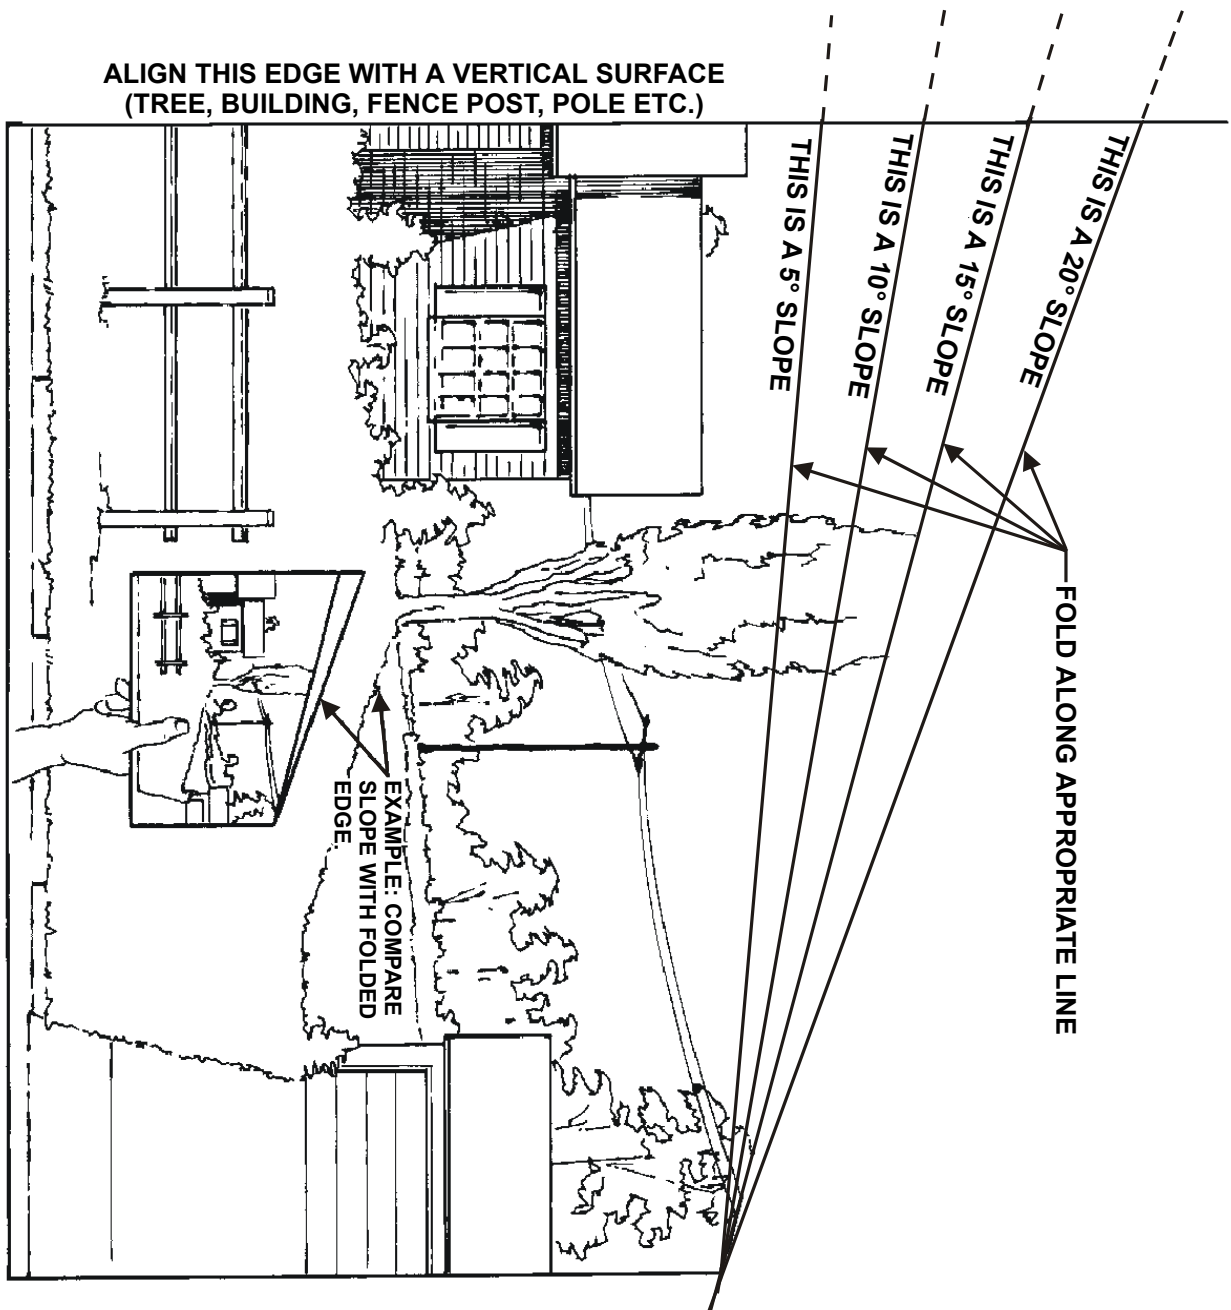 ALIGN THIS EDGE WITH A VERTICAL SURFACE
(TREE, BUILDING, FENCE POST, POLE ETC.)
THIS IS A 5° SLOPE
THIS IS A 10° SLOPE
THIS IS A 15° SLOPE
THIS IS A 20° SLOPE
FOLD ALONG APPROPRIATE LINE
EXAMPLE: COMPARE
SLOPE WITH FOLDED
EDGE